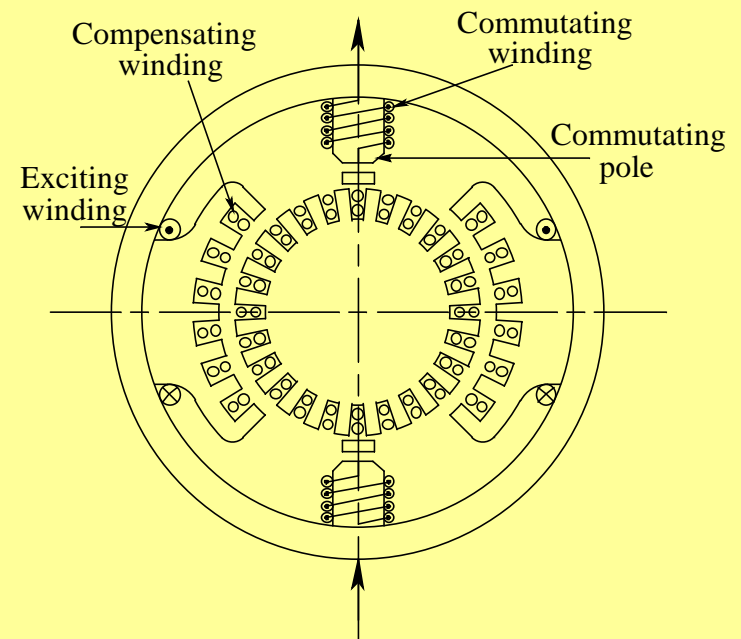 Compensating
winding
Commutating
winding
Commutating
pole
Exciting
winding